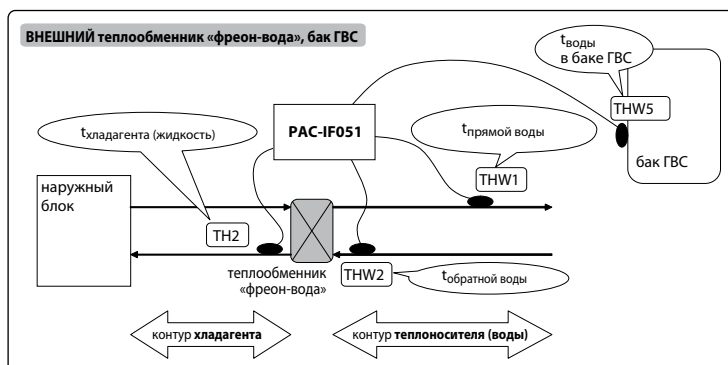 ВНЕШНИЙ теплообменник «фреон-вода», бак ГВС
tводы
в баке ГВС
THW5
бак ГВС
tхладагента (жидкость)
PAC-IF051
tпрямой воды
THW1
наружный
блок
TH2
теплообменник
«фреон-вода»
THW2
tобратной воды
контур хладагента
контур теплоносителя (воды)